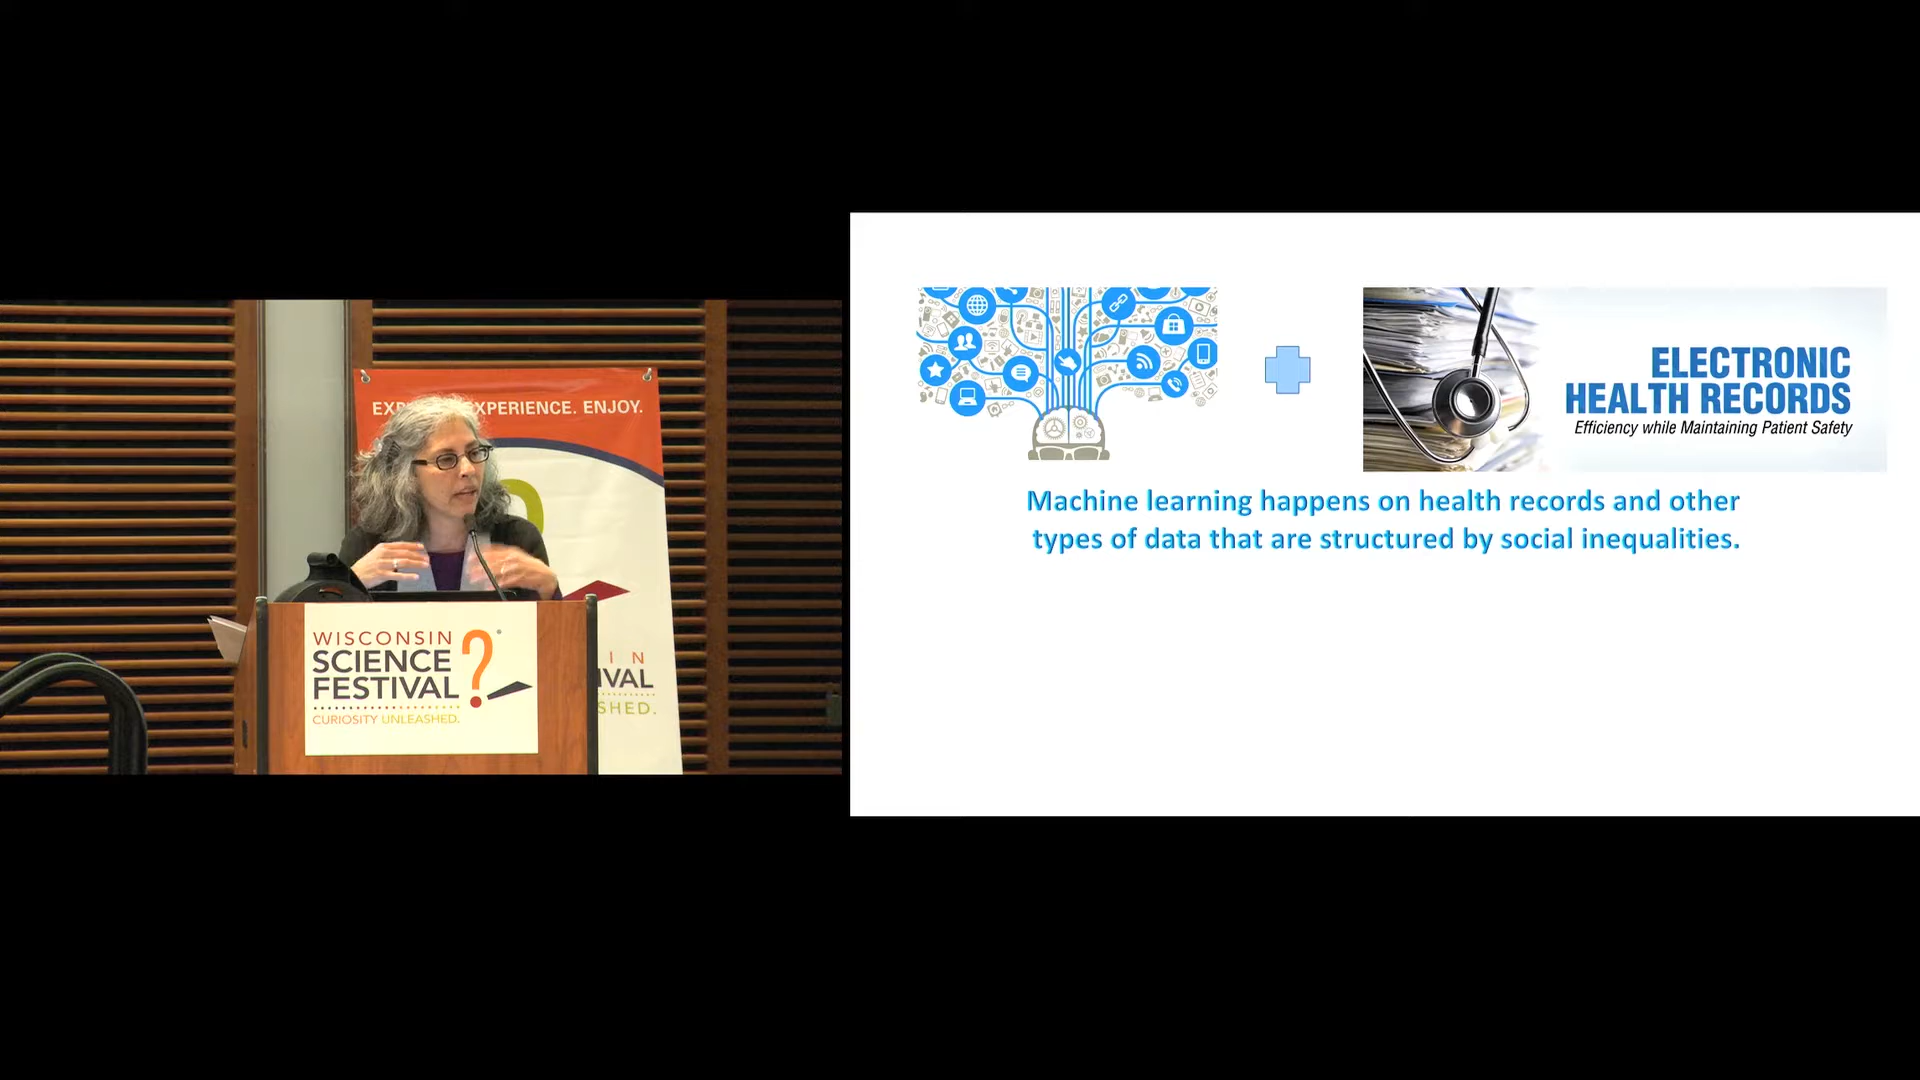 EXPERIENCE. ENJOY.
WISCONSIN
SCIENCE
FESTIVAL
CURIOSITY UNLEASHED.
ELECTRONIC
HEALTH RECORDS
Efficiency while Maintaining Patient Safety
Machine learning happens on health records and other
types of data that are structured by social inequalities.